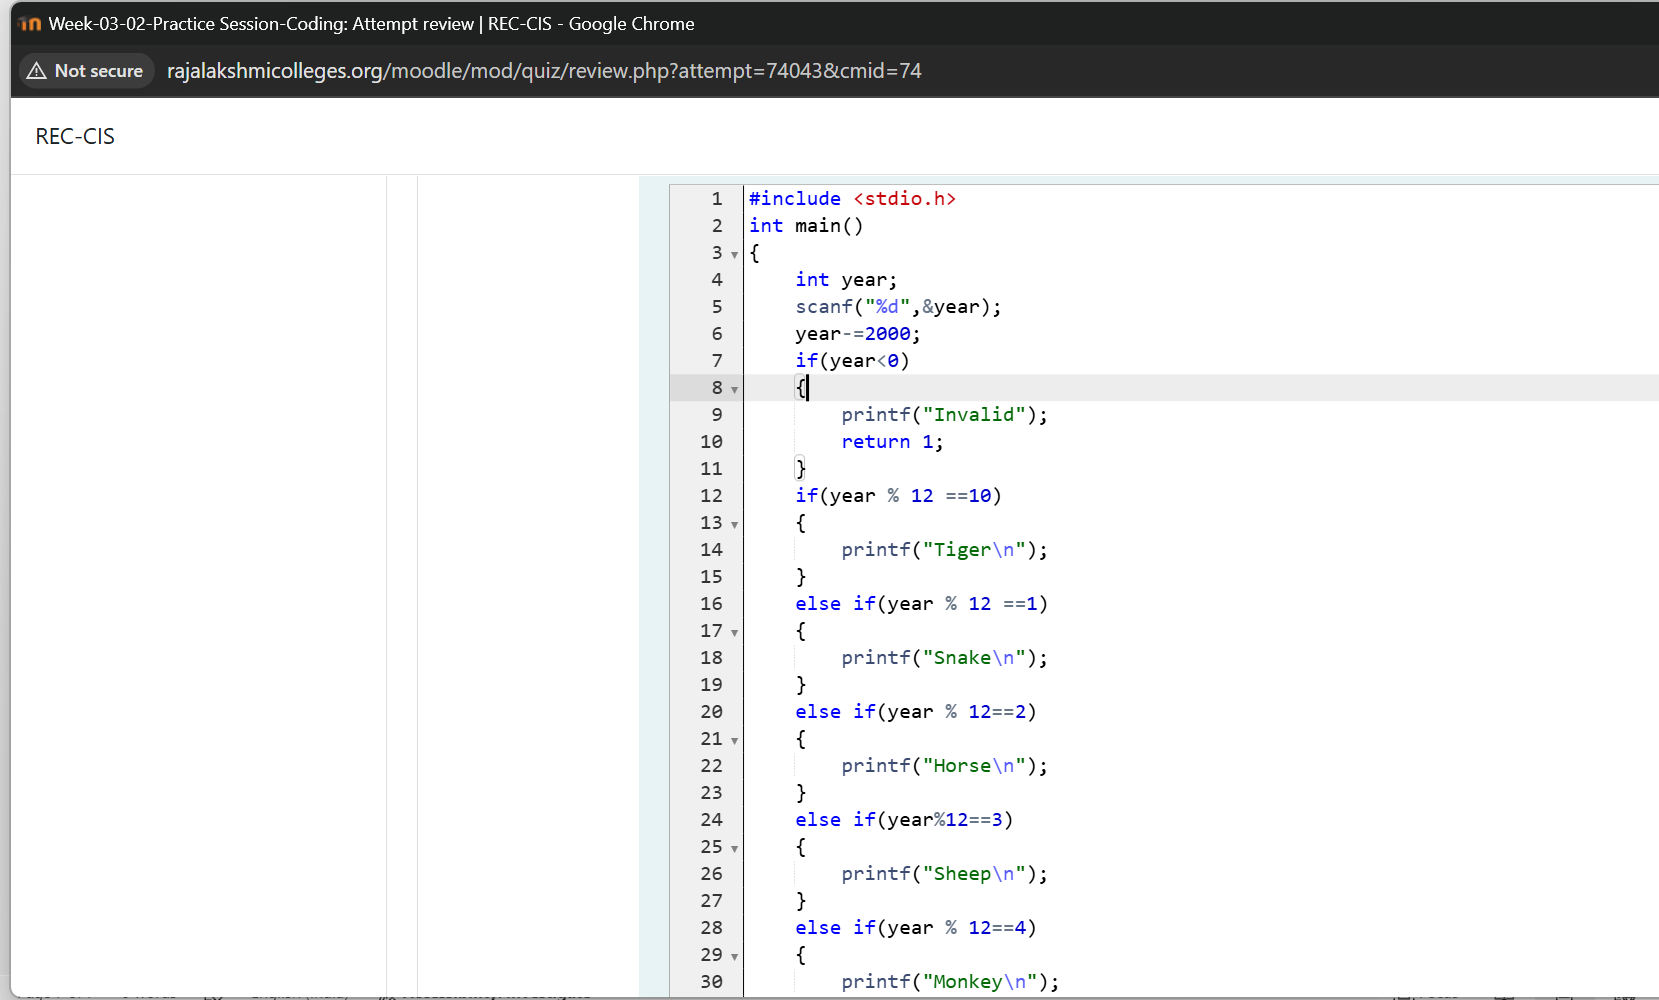 Week-03-02-Practice Session-Coding: Attempt review | REC-CIS - Google Chrome
Not secure rajalakshmicolleges.org/moodle/mod/quiz/review.php?attempt=74043&cmid=74
REC-CIS
1 #include <stdio.h>
2 int main()
3 {
4     int year;
5     scanf("%d",&year);
6     year-=2000;
7     if(year<0)
8     {
9         printf("Invalid");
10         return 1;
11     }
12     if(year % 12 ==10)
13     {
14         printf("Tiger\n");
15     }
16     else if(year % 12 ==1)
17     {
18         printf("Snake\n");
19     }
20     else if(year % 12==2)
21     {
22         printf("Horse\n");
23     }
24     else if(year%12==3)
25     {
26         printf("Sheep\n");
27     }
28     else if(year % 12==4)
29     {
30         printf("Monkey\n");